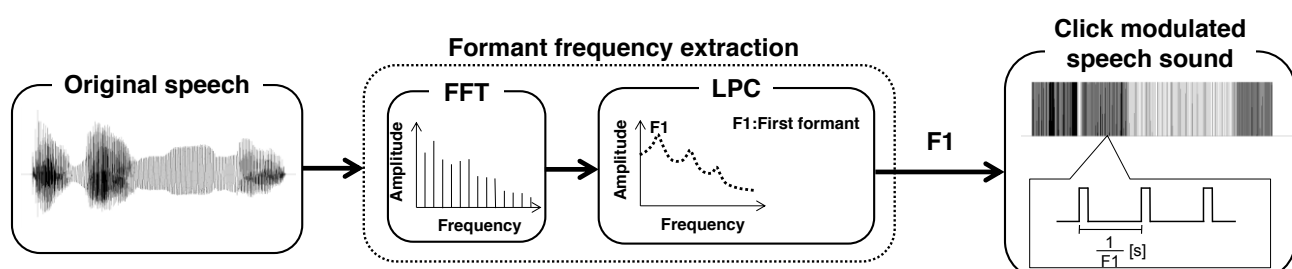 Original speech
Formant frequency extraction
FFT
Amplitude
Frequency
LPC
F1
F1:First formant
Amplitude
Frequency
F1
Click modulated
speech sound
1
F1
[s]